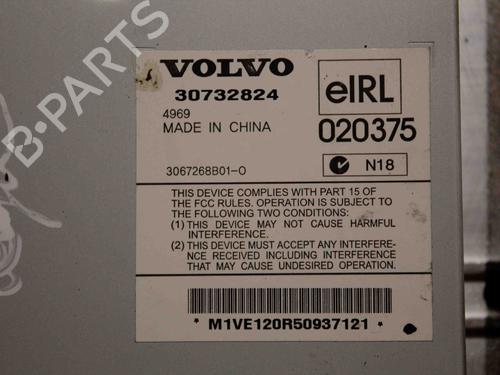 B-PARTS
VOLVO
30732824
4969
MADE IN CHINA
3067268B01-0
eIRL
020375
N18
THIS DEVICE COMPLIES WITH PART 15 OF
THE FCC RULES. OPERATION IS SUBJECT TO
THE FOLLOWING TWO CONDITIONS:
(1) THIS DEVICE MAY NOT CAUSE HARMFUL
INTERFERENCE.
(2) THIS DEVICE MUST ACCEPT ANY INTERFE-
RENCE RECEIVED INCLUDING INTERFERENCE
THAT MAY CAUSE UNDESIRED OPERATION.
* M1VE120R50937121 *